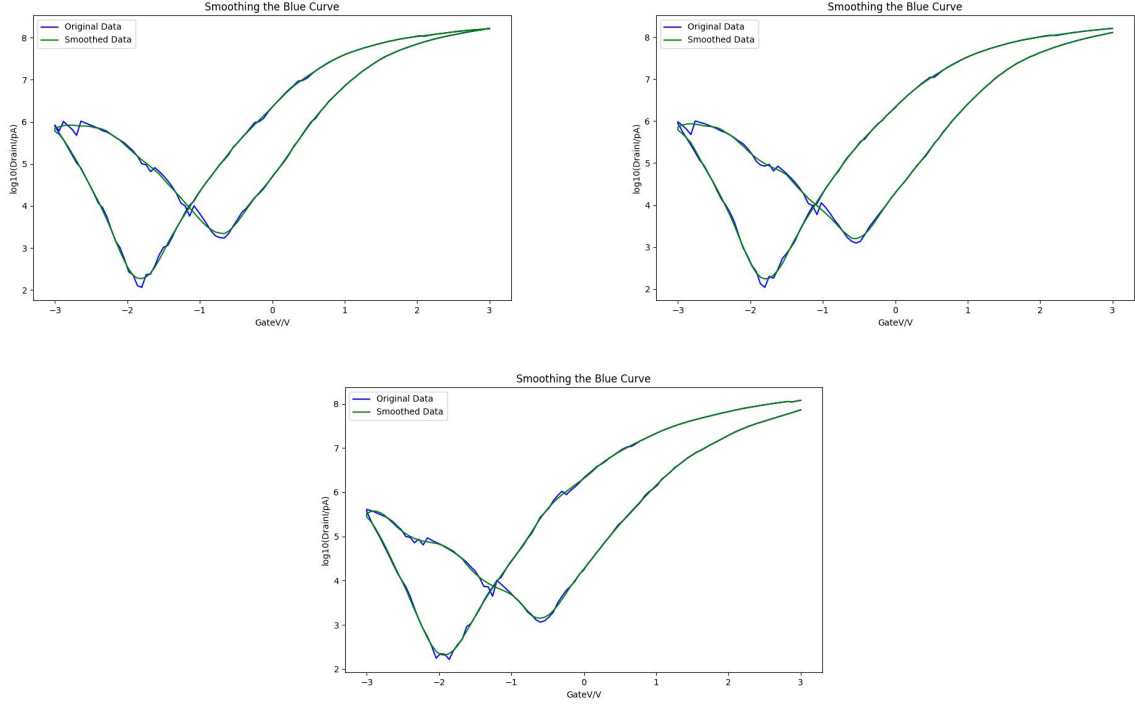 Smoothing the Blue Curve
Original Data
Smoothed Data
log10(DrainI/pA)
8
7
6
5
4
3
2
−3 −2 −1 0 1 2 3
GateV/V
Smoothing the Blue Curve
Original Data
Smoothed Data
log10(DrainI/pA)
8
7
6
5
4
3
2
−3 −2 −1 0 1 2 3
GateV/V
Smoothing the Blue Curve
Original Data
Smoothed Data
log10(DrainI/pA)
8
7
6
5
4
3
2
−3 −2 −1 0 1 2 3
GateV/V